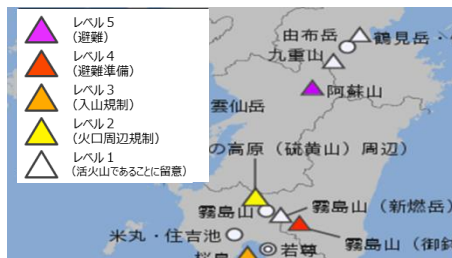 レベル5
(避難)
レベル4
(避難準備)
レベル3
(入山規制)
レベル2
(火口周辺規制)
レベル1
(活火山であることに留意)
由布岳
鶴見岳・
九重山
阿蘇山
雲仙岳
の高原（硫黄山）周辺）
霧島山
霧島山（新燃岳）
霧島山（御鉢
米丸・住吉池
若尊
桜島